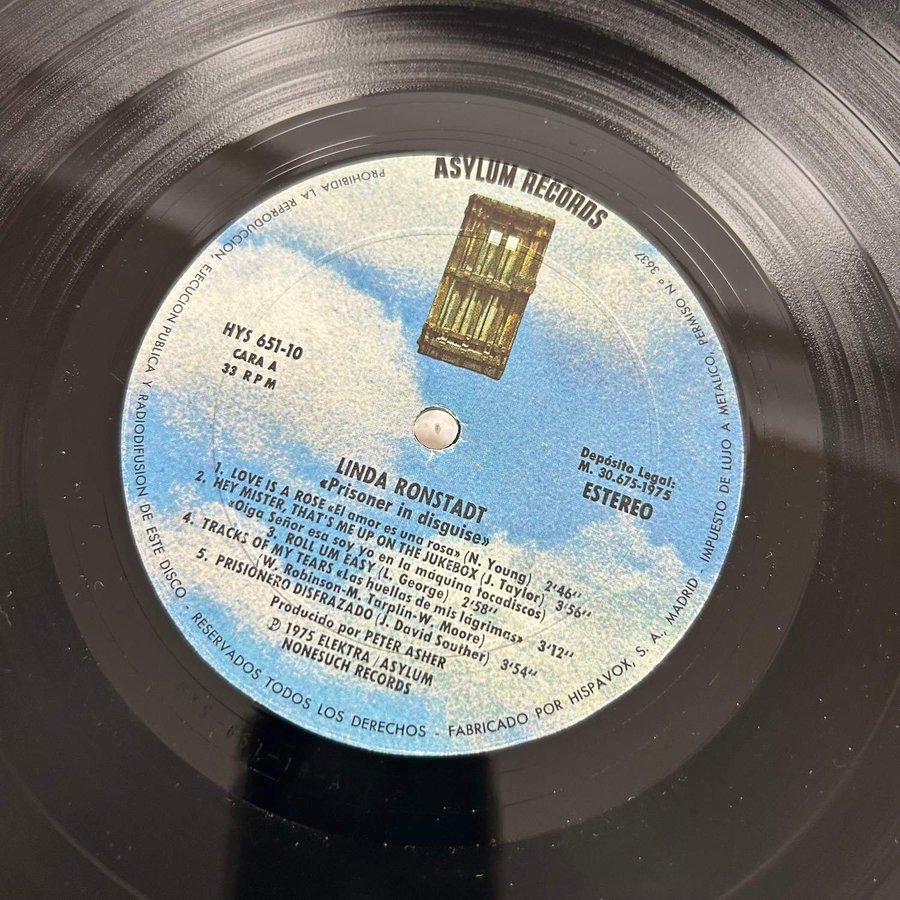 ASYLUM RECORDS
HYS 651-10
CARA A
33 RPM
Depósito Legal:
M. 30.675-1975
ESTEREO
LINDA RONSTADT
«Prisoner in disguise»
1. LOVE IS A ROSE «El amor es una rosa» (N. Young) 2'46''
2. HEY MISTER, THAT'S ME UP ON THE JUKEBOX (J. Taylor)
«Oiga Señor esa soy yo en la máquina tocadiscos) 3'56''
3. ROLL UM EASY (L. George) 2'58''
4. TRACKS OF MY TEARS «Las huellas de mis lágrimas»
(W. Robinson-M. Tarplin-W. Moore) 3'12''
5. PRISIONERO DISFRAZADO (J. David Souther) 3'54''
Producido por PETER ASHER
℗ 1975 ELEKTRA/ASYLUM
NONESUCH RECORDS
PROHIBIDA LA REPRODUCCION, EJECUCION PUBLICA Y RADIODIFUSION DE ESTE DISCO - RESERVADOS TODOS LOS DERECHOS - FABRICADO POR HISPAVOX, S. A., MADRID - IMPUESTO DE LUJO A METALICO, PERMISO N.º 3637